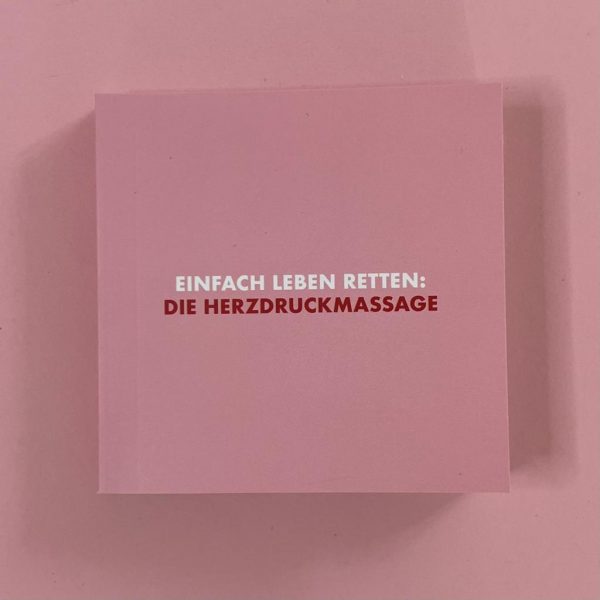 EINFACH LEBEN RETTEN:
DIE HERZDRUCKMASSAGE